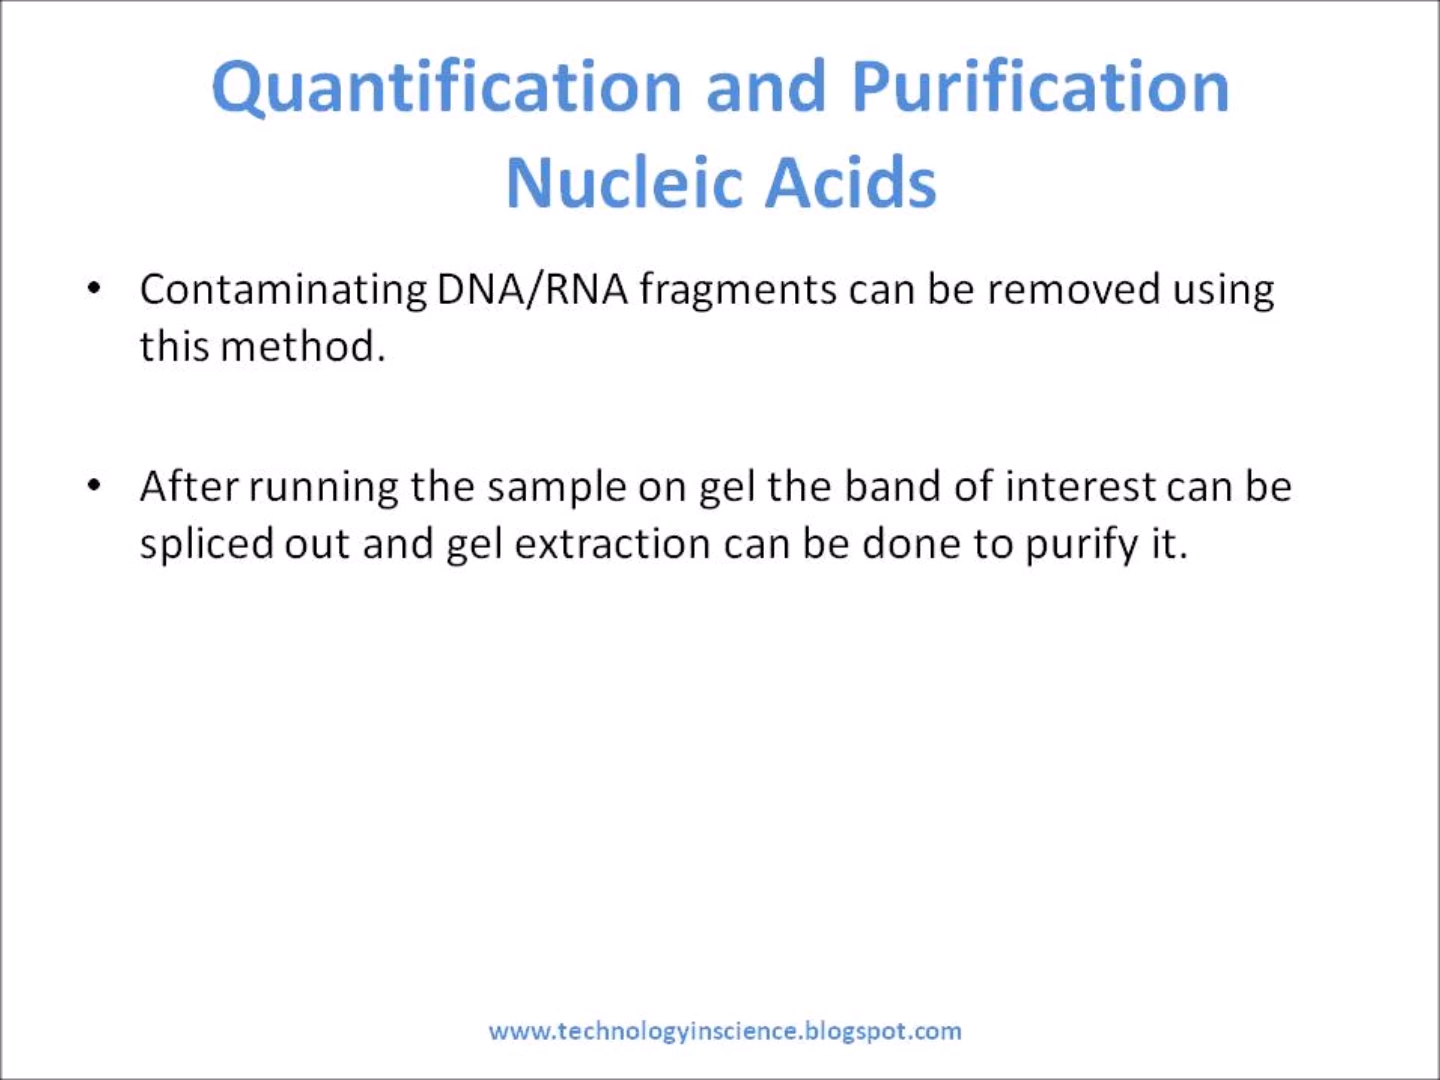 Quantification and Purification
Nucleic Acids
• Contaminating DNA/RNA fragments can be removed using
this method.
• After running the sample on gel the band of interest can be
spliced out and gel extraction can be done to purify it.
www.technologyinscience.blogspot.com